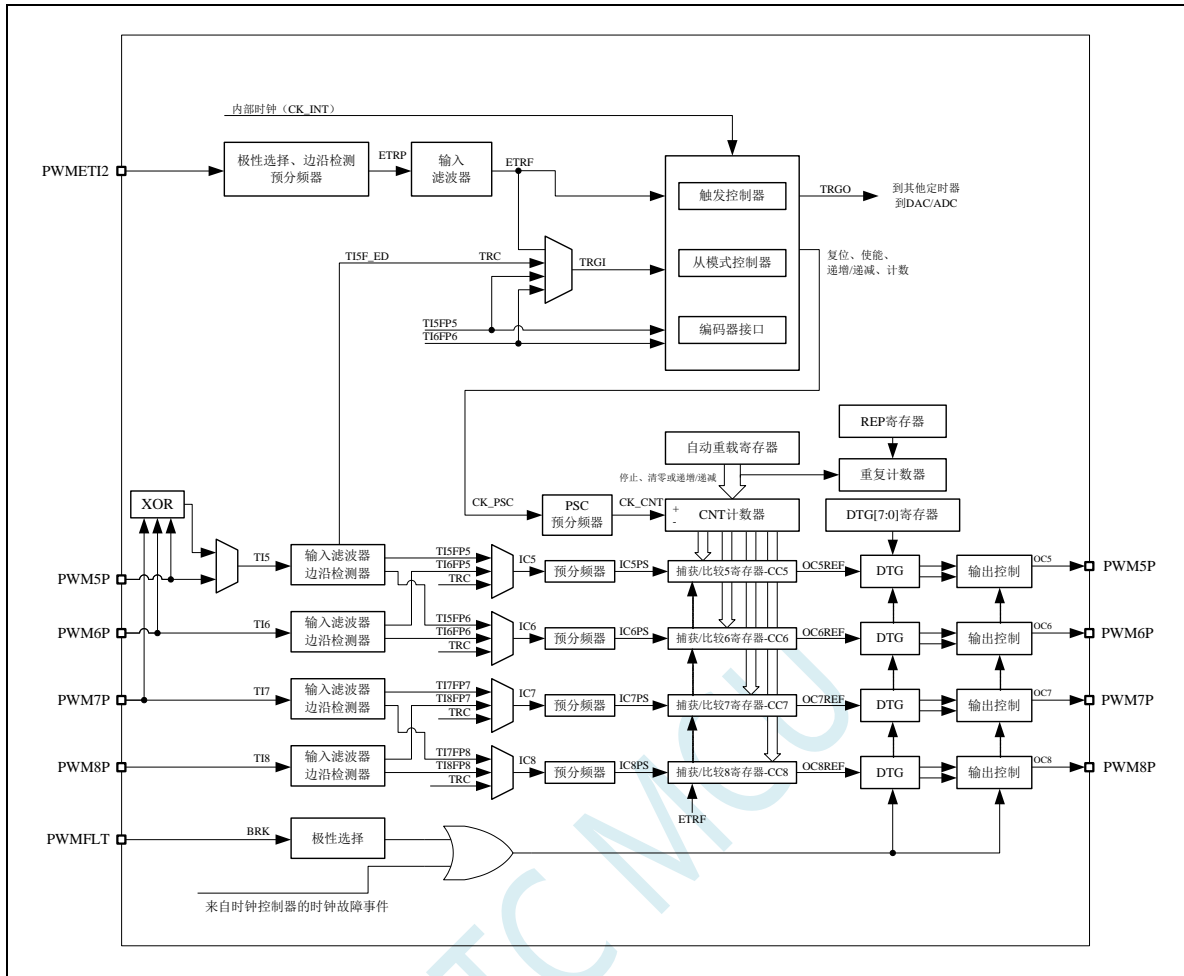 内部时钟（CK_INT）
PWMETI2
极性选择、边沿检测
预分频器
ETRP
输入
滤波器
ETRF
触发控制器
TRGO
到其他定时器
到DAC/ADC
TI5F_ED
TRC
TRGI
从模式控制器
复位、使能、
递增/递减、计数
TI5FP5
TI6FP6
编码器接口
REP寄存器
自动重载寄存器
停止、清零或递增/递减
重复计数器
XOR
CK_PSC
PSC
预分频器
CK_CNT
+
-
CNT计数器
DTG[7:0]寄存器
PWM5P
TI5
输入滤波器
边沿检测器
TI5FP5
TI6FP5
TRC
IC5
预分频器
IC5PS
捕获/比较5寄存器-CC5
OC5REF
DTG
输出控制
OC5
PWM5P
PWM6P
TI6
输入滤波器
边沿检测器
TI5FP6
TI6FP6
TRC
IC6
预分频器
IC6PS
捕获/比较6寄存器-CC6
OC6REF
DTG
输出控制
OC6
PWM6P
PWM7P
TI7
输入滤波器
边沿检测器
TI7FP7
TI8FP7
TRC
IC7
预分频器
IC7PS
捕获/比较7寄存器-CC7
OC7REF
DTG
输出控制
OC7
PWM7P
PWM8P
TI8
输入滤波器
边沿检测器
TI7FP8
TI8FP8
TRC
IC8
预分频器
IC8PS
捕获/比较8寄存器-CC8
OC8REF
DTG
输出控制
OC8
PWM8P
ETRF
PWMFLT
BRK
极性选择
来自时钟控制器的时钟故障事件
MCU